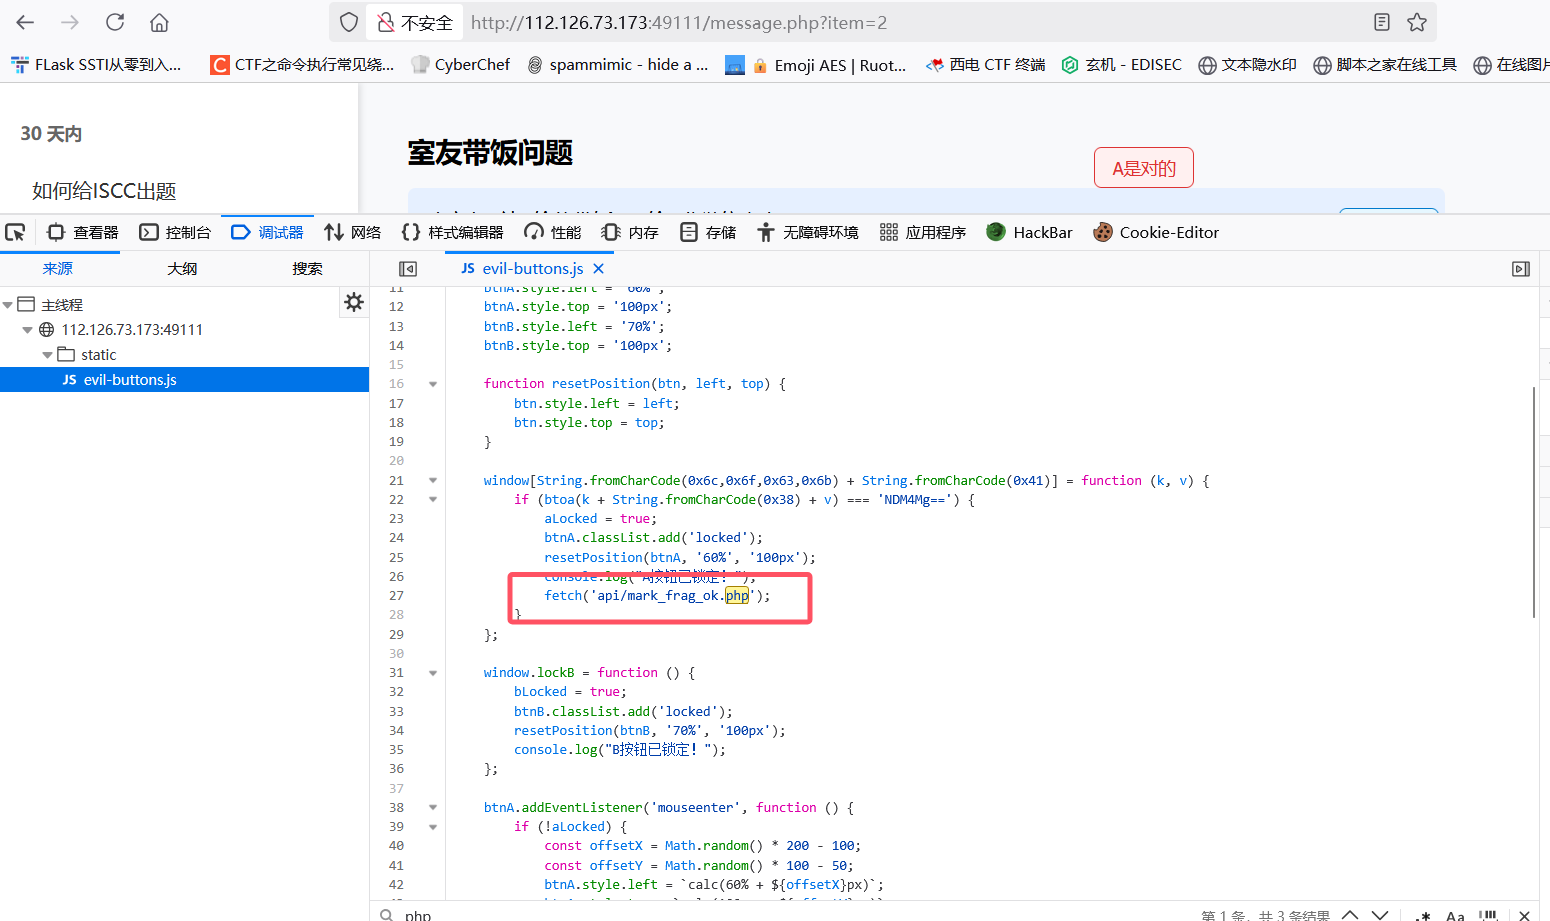 不安全 http://112.126.73.173:49111/message.php?item=2
FLask SSTI从零到入... CTF之命令执行常见绕... CyberChef spammimic - hide a ... Emoji AES | Ruot... 西电 CTF 终端 玄机 - EDISEC 文本隐水印 脚本之家在线工具 在线图片
30 天内
如何给ISCC出题
室友带饭问题
A是对的
查看器 控制台 调试器 网络 样式编辑器 性能 内存 存储 无障碍环境 应用程序 HackBar Cookie-Editor
来源 大纲 搜索
JS evil-buttons.js
主线程
112.126.73.173:49111
static
JS evil-buttons.js
11 btnA.style.left = '60%';
12 btnA.style.top = '100px';
13 btnB.style.left = '70%';
14 btnB.style.top = '100px';
15
16 function resetPosition(btn, left, top) {
17 btn.style.left = left;
18 btn.style.top = top;
19 }
20
21 window[String.fromCharCode(0x6c,0x6f,0x63,0x6b) + String.fromCharCode(0x41)] = function (k, v) {
22 if (btoa(k + String.fromCharCode(0x38) + v) === 'NDM4Mg==') {
23 aLocked = true;
24 btnA.classList.add('locked');
25 resetPosition(btnA, '60%', '100px');
26 console.log("A按钮已锁定！");
27 fetch('api/mark_frag_ok.php');
28 }
29 };
30
31 window.lockB = function () {
32 bLocked = true;
33 btnB.classList.add('locked');
34 resetPosition(btnB, '70%', '100px');
35 console.log("B按钮已锁定！");
36 };
37
38 btnA.addEventListener('mouseenter', function () {
39 if (!aLocked) {
40 const offsetX = Math.random() * 200 - 100;
41 const offsetY = Math.random() * 100 - 50;
42 btnA.style.left = `calc(60% + ${offsetX}px)`;
php 第 1 条，共 3 条结果 .* Aa